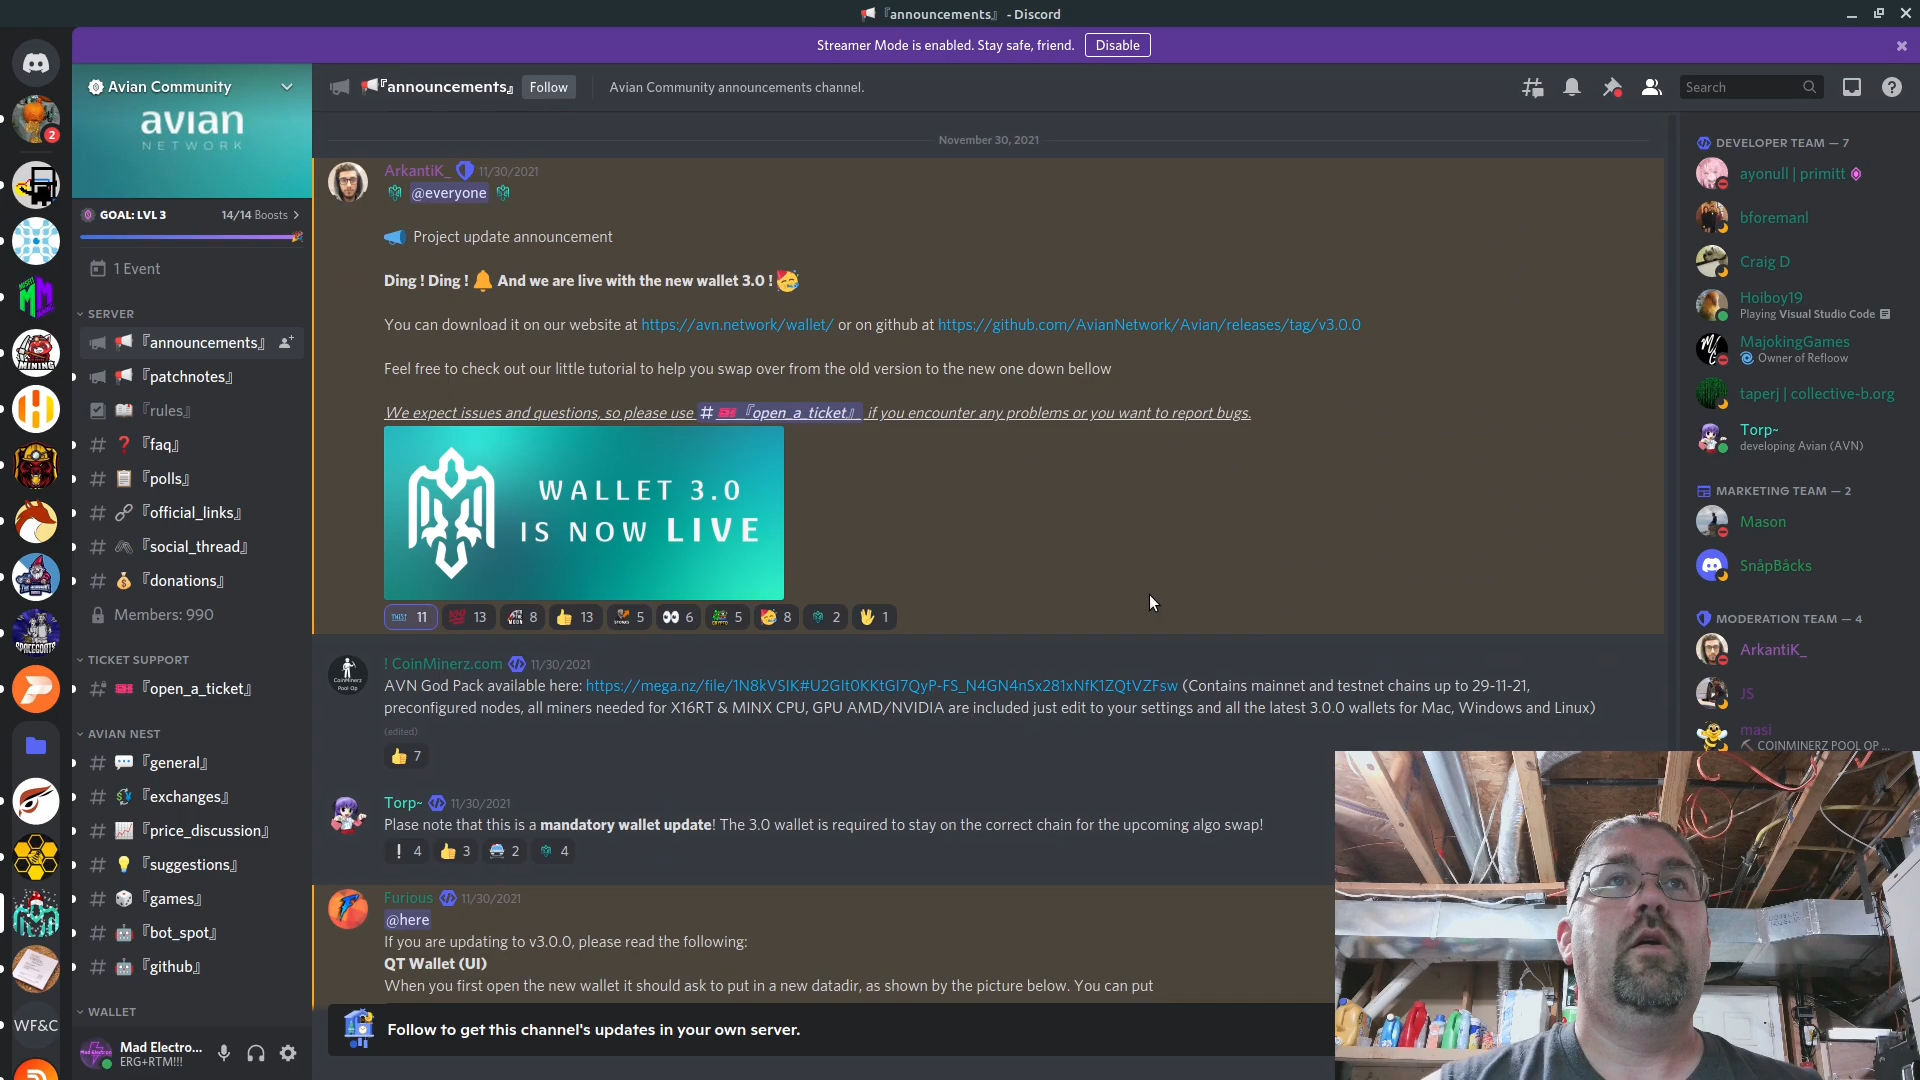 『announcements』 - Discord
Streamer Mode is enabled. Stay safe, friend. Disable
2
Avian Community
avian
NETWORK
GOAL: LVL 3 14/14 Boosts
1 Event
SERVER
『announcements』
『patchnotes』
『rules』
『faq』
『polls』
『official_links』
『social_thread』
『donations』
Members: 990
TICKET SUPPORT
『open_a_ticket』
AVIAN NEST
『general』
『exchanges』
『price_discussion』
『suggestions』
『games』
『bot_spot』
『github』
WALLET
WF&C
Mad Electro...
ERG+RTM!!!
『announcements』 Follow Avian Community announcements channel.
Search
November 30, 2021
ArkantiK_ 11/30/2021
@everyone
Project update announcement
Ding ! Ding ! And we are live with the new wallet 3.0 !
You can download it on our website at https://avn.network/wallet/ or on github at https://github.com/AvianNetwork/Avian/releases/tag/v3.0.0
Feel free to check out our little tutorial to help you swap over from the old version to the new one down bellow
We expect issues and questions, so please use # 『open_a_ticket』 if you encounter any problems or you want to report bugs.
WALLET 3.0
IS NOW LIVE
THIS! 11 13 8 13 5 6 5 8 2 1
! CoinMinerz.com 11/30/2021
AVN God Pack available here: https://mega.nz/file/1N8kVSIK#U2GIt0KKtGI7QyP-FS_N4GN4nSx281xNfK1ZQtVZFsw (Contains mainnet and testnet chains up to 29-11-21,
preconfigured nodes, all miners needed for X16RT & MINX CPU, GPU AMD/NVIDIA are included just edit to your settings and all the latest 3.0.0 wallets for Mac, Windows and Linux)
(edited)
7
Torp~ 11/30/2021
Plase note that this is a mandatory wallet update! The 3.0 wallet is required to stay on the correct chain for the upcoming algo swap!
4 3 2 4
Furious 11/30/2021
@here
If you are updating to v3.0.0, please read the following:
QT Wallet (UI)
When you first open the new wallet it should ask to put in a new datadir, as shown by the picture below. You can put
Follow to get this channel's updates in your own server.
DEVELOPER TEAM — 7
ayonull | primitt
bforemanl
Craig D
Hoiboy19
Playing Visual Studio Code
MajokingGames
Owner of Refloow
taperj | collective-b.org
Torp~
developing Avian (AVN)
MARKETING TEAM — 2
Mason
SnåpBåcks
MODERATION TEAM — 4
ArkantiK_
JS
masi
COINMINERZ POOL OP ...